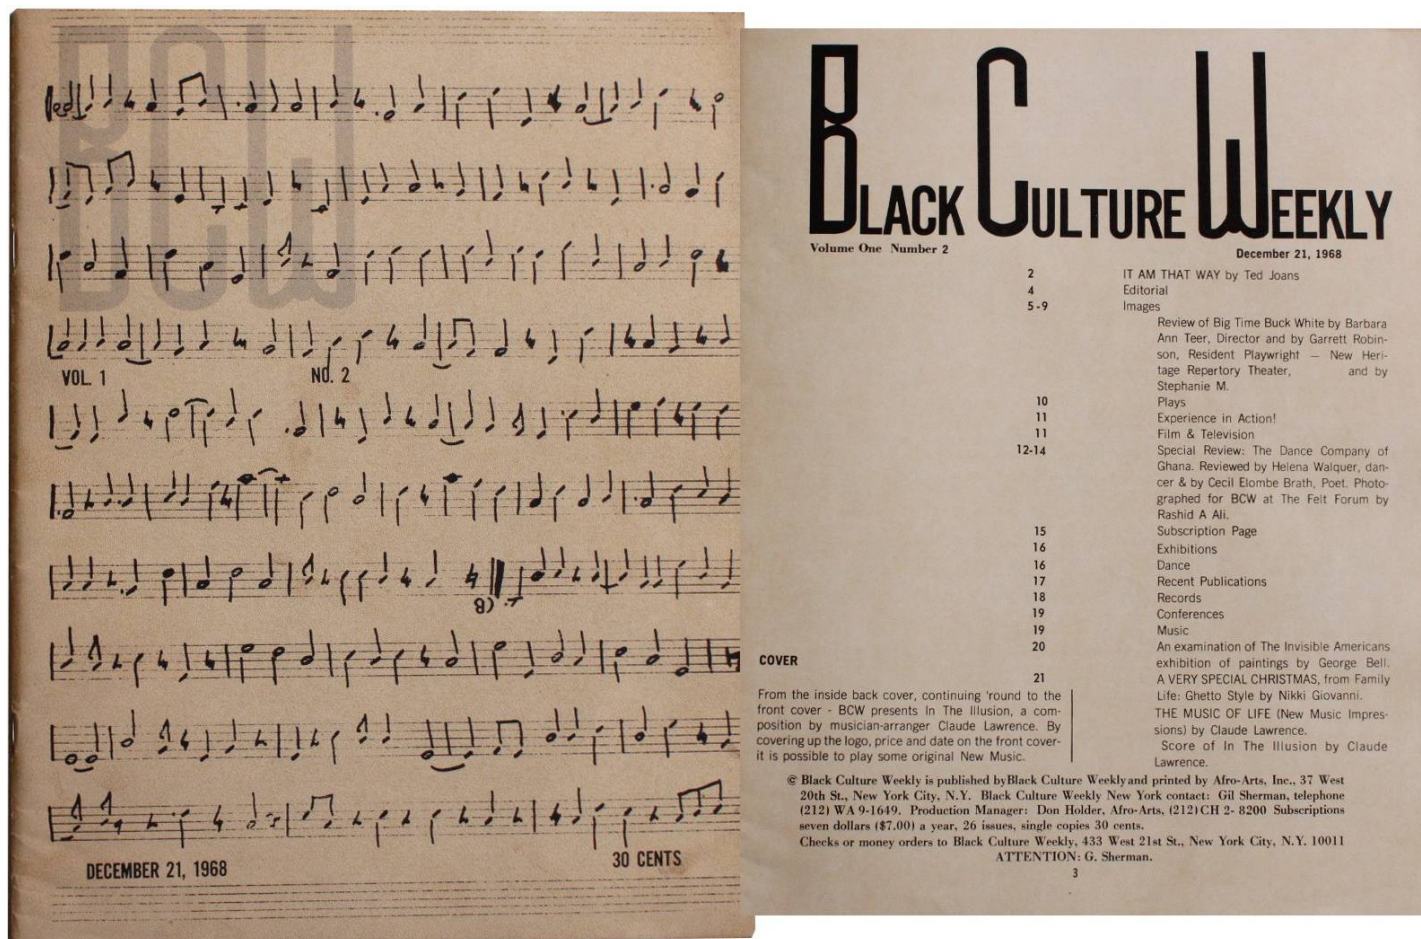 BCW
VOL. 1
NO. 2
8)
DECEMBER 21, 1968
30 CENTS
BLACK CULTURE WEEKLY
Volume One Number 2
December 21, 1968
2 IT AM THAT WAY by Ted Joans
4 Editorial
5-9 Images
Review of Big Time Buck White by Barbara
Ann Teer, Director and by Garrett Robin-
son, Resident Playwright — New Heri-
tage Repertory Theater, and by
Stephanie M.
10 Plays
11 Experience in Action!
11 Film & Television
12-14 Special Review: The Dance Company of
Ghana. Reviewed by Helena Walquer, dan-
cer & by Cecil Elombe Brath, Poet. Photo-
graphed for BCW at The Felt Forum by
Rashid A Ali.
15 Subscription Page
16 Exhibitions
16 Dance
17 Recent Publications
18 Records
19 Conferences
19 Music
20 An examination of The Invisible Americans
exhibition of paintings by George Bell.
21 A VERY SPECIAL CHRISTMAS, from Family
Life: Ghetto Style by Nikki Giovanni.
THE MUSIC OF LIFE (New Music Impres-
sions) by Claude Lawrence.
Score of In The Illusion by Claude
Lawrence.
COVER
From the inside back cover, continuing 'round to the
front cover - BCW presents In The Illusion, a com-
position by musician-arranger Claude Lawrence. By
covering up the logo, price and date on the front cover-
it is possible to play some original New Music.
© Black Culture Weekly is published by Black Culture Weekly and printed by Afro-Arts, Inc., 37 West
20th St., New York City, N.Y. Black Culture Weekly New York contact: Gil Sherman, telephone
(212) WA 9-1649. Production Manager: Don Holder, Afro-Arts, (212) CH 2- 8200 Subscriptions
seven dollars ($7.00) a year, 26 issues, single copies 30 cents.
Checks or money orders to Black Culture Weekly, 433 West 21st St., New York City, N.Y. 10011
ATTENTION: G. Sherman.
3